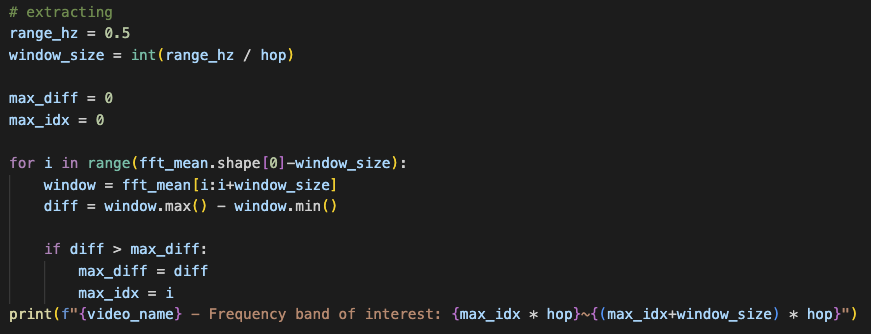 # extracting
range_hz = 0.5
window_size = int(range_hz / hop)

max_diff = 0
max_idx = 0

for i in range(fft_mean.shape[0]-window_size):
    window = fft_mean[i:i+window_size]
    diff = window.max() - window.min()

    if diff > max_diff:
        max_diff = diff
        max_idx = i
print(f"{video_name} - Frequency band of interest: {max_idx * hop}~{(max_idx+window_size) * hop}")